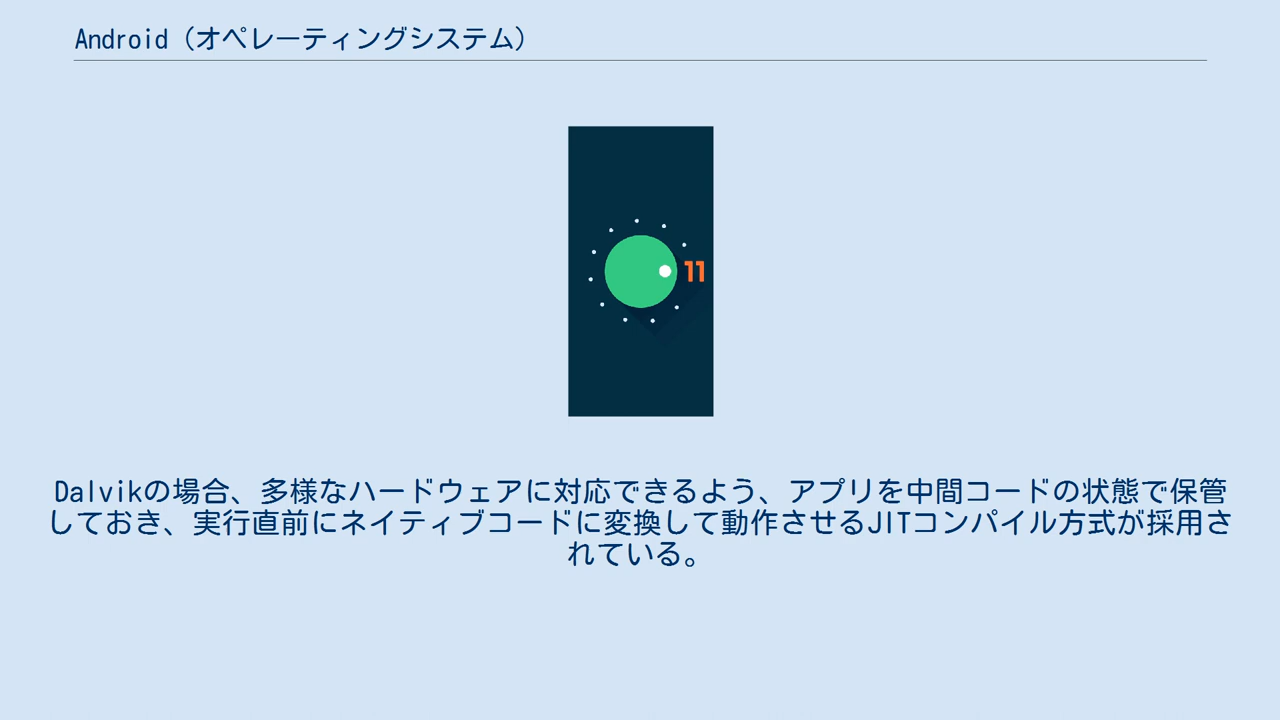 Android（オペレーティングシステム）
11
Dalvikの場合、多様なハードウェアに対応できるよう、アプリを中間コードの状態で保管
しておき、実行直前にネイティブコードに変換して動作させるJITコンパイル方式が採用さ
れている。